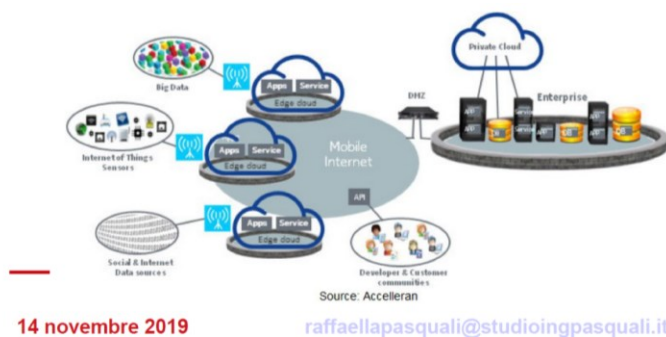 Private Cloud
Big Data
Apps
Service
Edge cloud
DMZ
Enterprise
Internet of Things
Sensors
Apps
Service
Edge cloud
Mobile
Internet
API
Social & Internet
Data sources
Apps
Service
Edge cloud
Developer & Customer
communities
Source: Accelleran
14 novembre 2019
raffaellapasquali@studioingpasquali.it